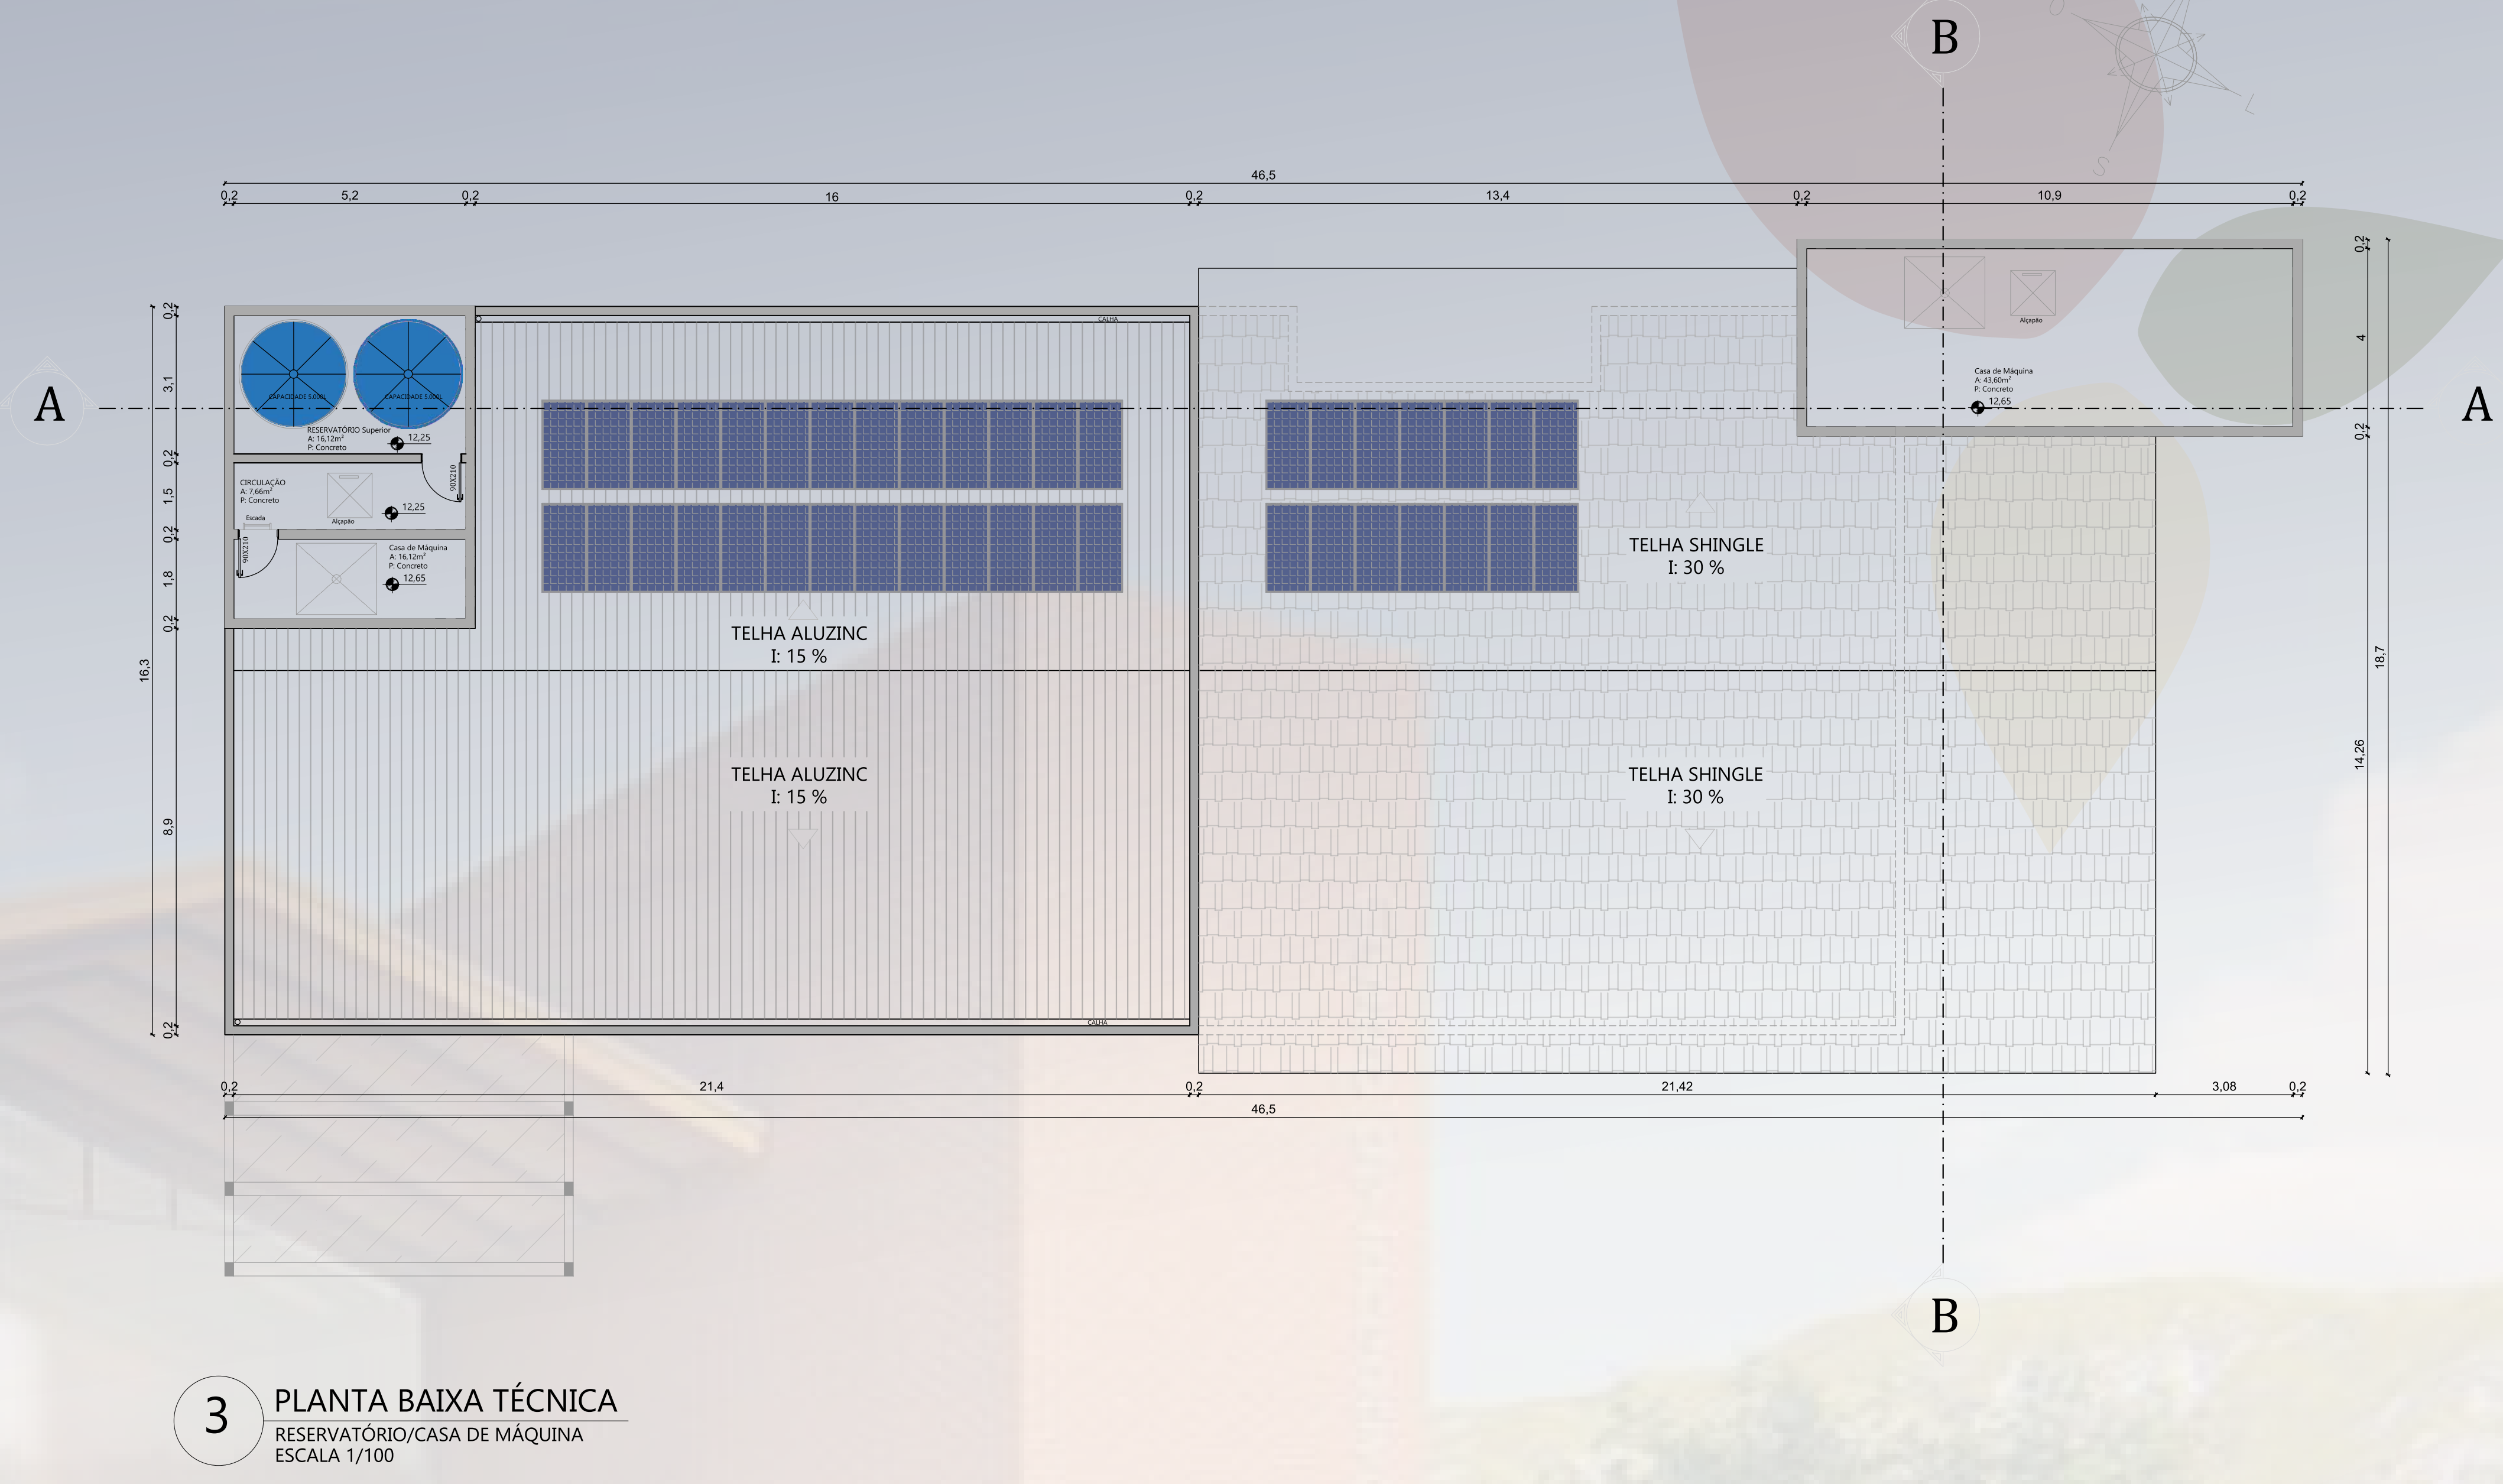 B
O
L
S
46,5
0,2
5,2
0,2
16
0,2
13,4
0,2
10,9
0,2
A
A
16,3
0,2
3,1
0,2
1,5
0,2
1,8
0,2
8,9
0,2
CAPACIDADE 5.000L
CAPACIDADE 5.000L
RESERVATÓRIO Superior
A: 16,12m²
P: Concreto
12,25
90X210
CIRCULAÇÃO
A: 7,66m²
P: Concreto
Escada
Alçapão
12,25
90X210
Casa de Máquina
A: 16,12m²
P: Concreto
12,65
CALHA
TELHA ALUZINC
I: 15 %
TELHA ALUZINC
I: 15 %
CALHA
TELHA SHINGLE
I: 30 %
TELHA SHINGLE
I: 30 %
Alçapão
Casa de Máquina
A: 43,60m²
P: Concreto
12,65
0,2
4
0,2
14,26
18,7
0,2
21,4
0,2
21,42
3,08
0,2
46,5
B
3
PLANTA BAIXA TÉCNICA
RESERVATÓRIO/CASA DE MÁQUINA
ESCALA 1/100